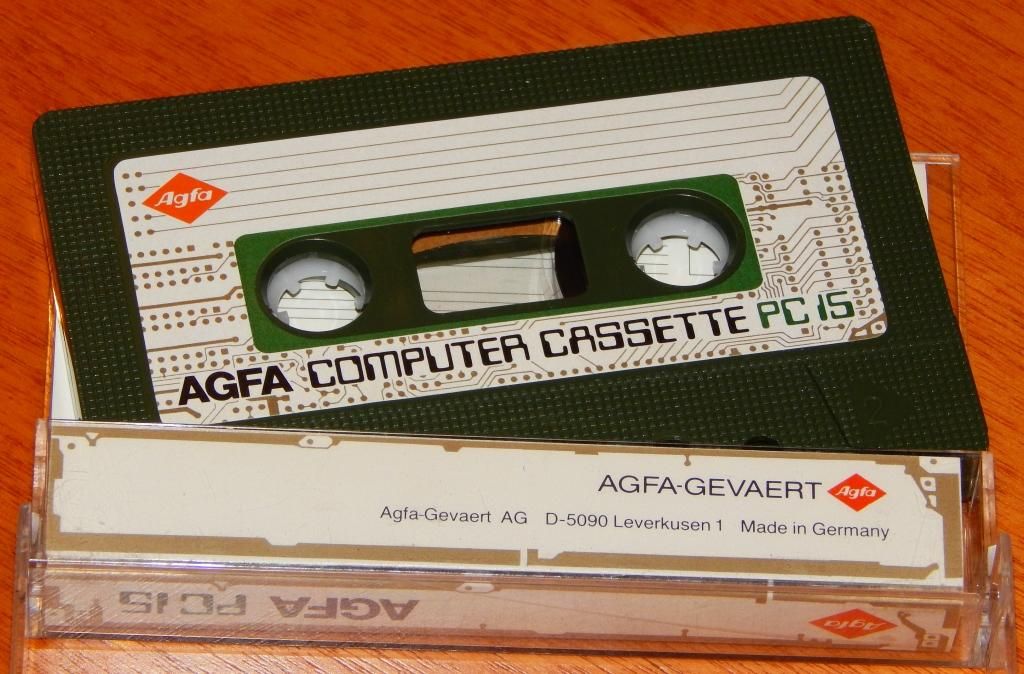 Agfa
AGFA COMPUTER CASSETTE PC 15
2
AGFA-GEVAERT Agfa
Agfa-Gevaert AG D-5090 Leverkusen 1 Made in Germany
AGFA PC 15
Agfa